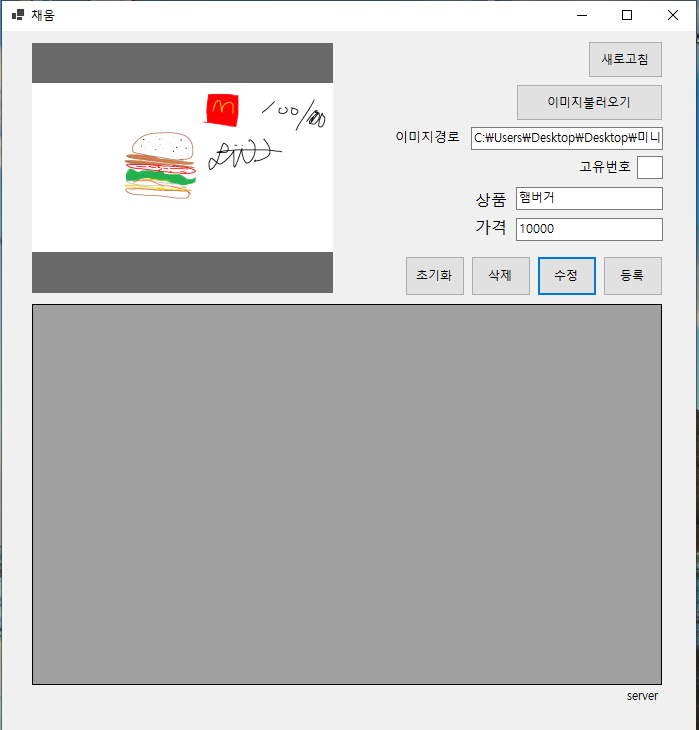 채움
새로고침
100/100
이미지불러오기
이미지경로 C:₩Users₩Desktop₩Desktop₩미니
고유번호
상품 햄버거
가격 10000
초기화 삭제 수정 등록
server